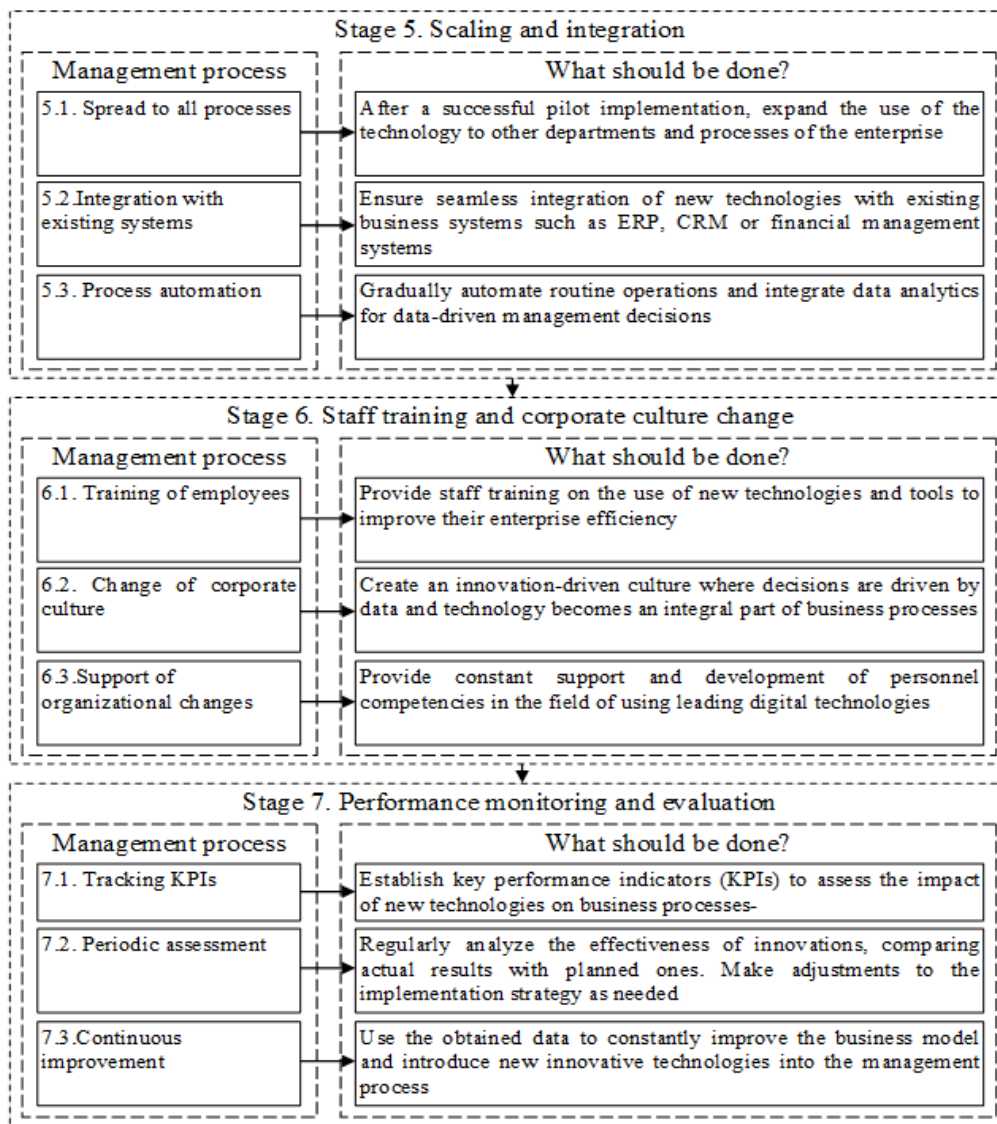 Stage 5. Scaling and integration
Management process
What should be done?
5.1. Spread to all processes
After a successful pilot implementation, expand the use of the
technology to other departments and processes of the enterprise
5.2.Integration with
existing systems
Ensure seamless integration of new technologies with existing
business systems such as ERP, CRM or financial management
systems
5.3. Process automation
Gradually automate routine operations and integrate data analytics
for data-driven management decisions
Stage 6. Staff training and corporate culture change
Management process
What should be done?
6.1. Training of employees
Provide staff training on the use of new technologies and tools to
improve their enterprise efficiency
6.2. Change of corporate
culture
Create an innovation-driven culture where decisions are driven by
data and technology becomes an integral part of business processes
6.3.Support of
organizational changes
Provide constant support and development of personnel
competencies in the field of using leading digital technologies
Stage 7. Performance monitoring and evaluation
Management process
What should be done?
7.1. Tracking KPIs
Establish key performance indicators (KPIs) to assess the impact
of new technologies on business processes-
7.2. Periodic assessment
Regularly analyze the effectiveness of innovations, comparing
actual results with planned ones. Make adjustments to the
implementation strategy as needed
7.3.Continuous
improvement
Use the obtained data to constantly improve the business model
and introduce new innovative technologies into the management
process